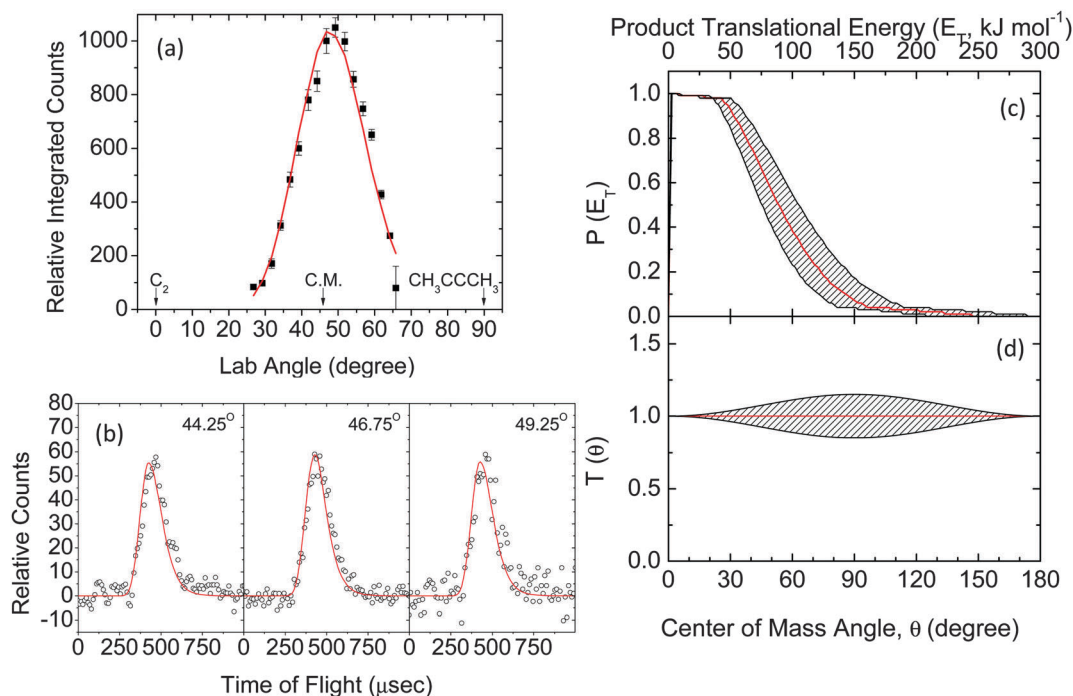 (a)
Relative Integrated Counts
1000
800
600
400
200
0
C₂
C.M.
CH₃CCCH₃
0 10 20 30 40 50 60 70 80 90
Lab Angle (degree)
(b)
Relative Counts
80
70
60
50
40
30
20
10
0
-10
44.25°
46.75°
49.25°
0 250 500 750 0 250 500 750 0 250 500 750
Time of Flight (μsec)
Product Translational Energy (E_T, kJ mol⁻¹)
0 50 100 150 200 250 300
(c)
P (E_T)
1.0
0.8
0.6
0.4
0.2
0.0
(d)
T (θ)
1.5
1.0
0.5
0.0
0 30 60 90 120 150 180
Center of Mass Angle, θ (degree)